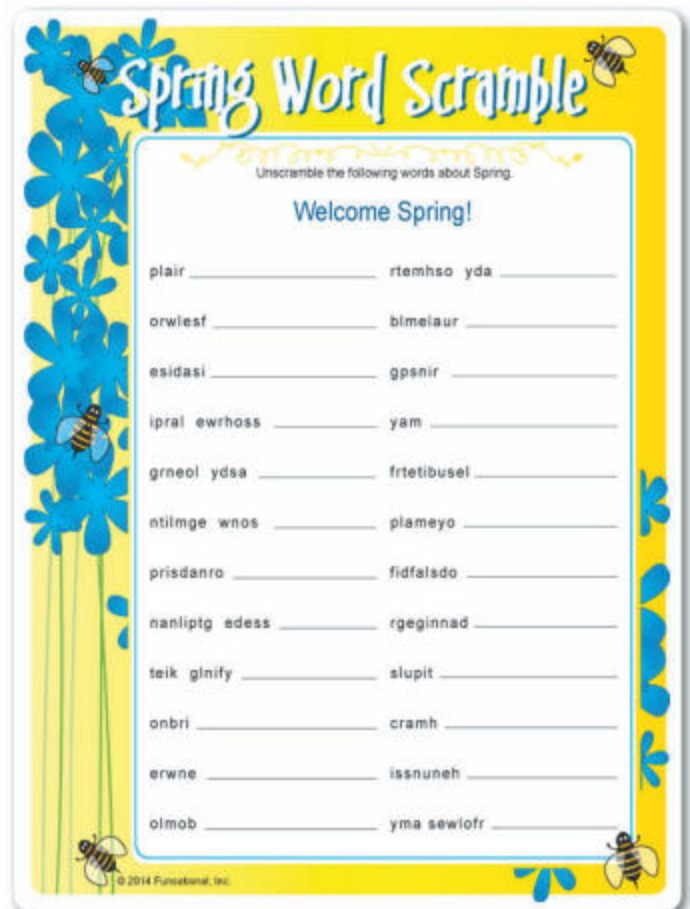 Spring Word Scramble
Unscramble the following words about Spring.
Welcome Spring!
plair
orwlesf
esidasi
ipral ewrhoss
grneol ydsa
ntilmge wnos
prisdanro
nanliptg edess
teik glnify
onbri
erwne
olmob
rtemhso yda
blmelaur
gpsnir
yam
frtetibusel
plameyo
fidfalsdo
rgeginnad
slupit
cramh
issnuneh
yma sewlofr
© 2014 Funsational, Inc.